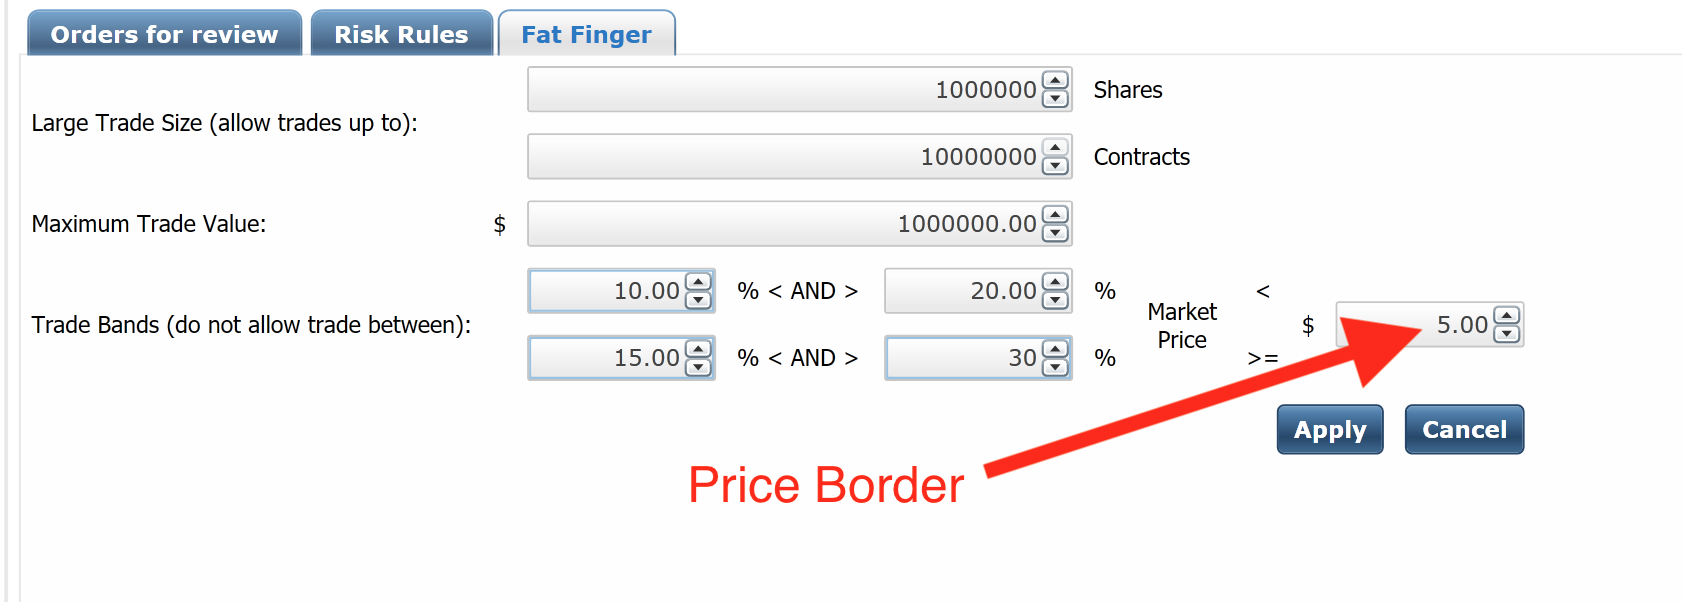 Orders for review
Risk Rules
Fat Finger
Large Trade Size (allow trades up to):
1000000
Shares
10000000
Contracts
Maximum Trade Value:
$
1000000.00
Trade Bands (do not allow trade between):
10.00
% < AND >
20.00
%
15.00
% < AND >
30
%
Market
Price
<
>=
$
5.00
Apply
Cancel
Price Border